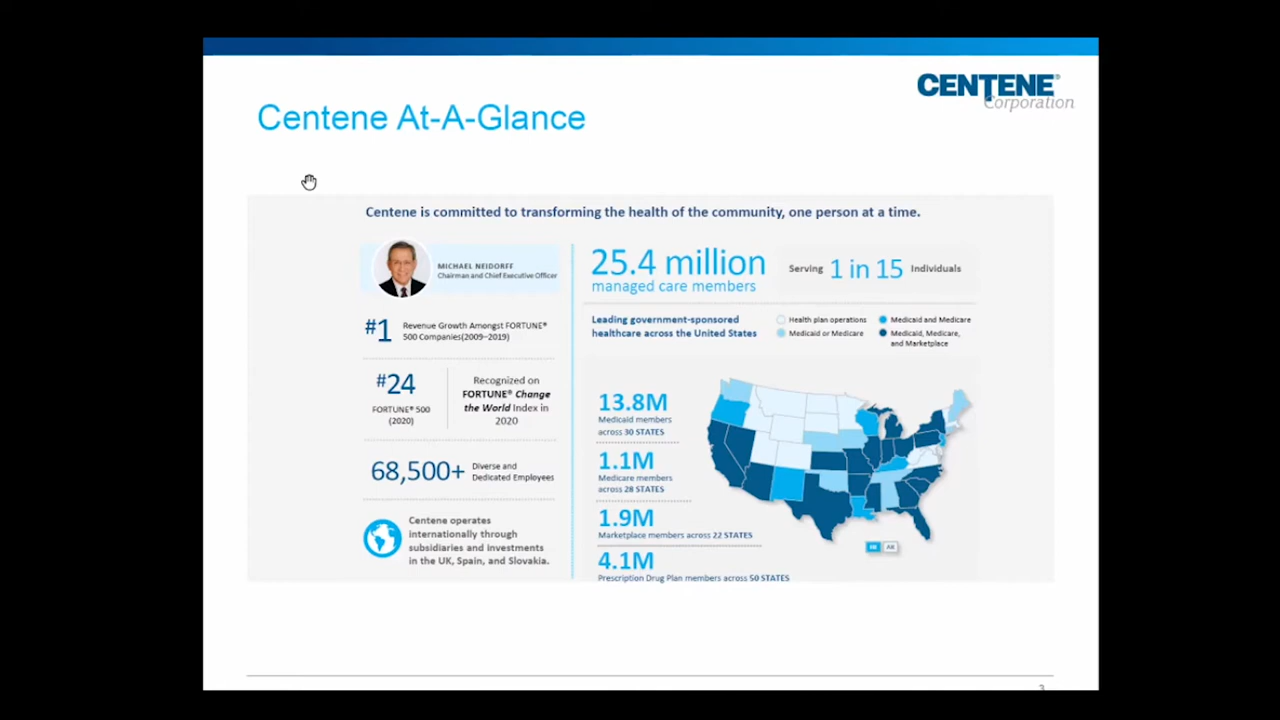 CENTENE®
Corporation
Centene At-A-Glance
Centene is committed to transforming the health of the community, one person at a time.
MICHAEL NEIDORFF
Chairman and Chief Executive Officer
#1
Revenue Growth Amongst FORTUNE®
500 Companies(2009–2019)
#24
FORTUNE® 500
(2020)
Recognized on
FORTUNE® Change
the World Index in
2020
68,500+
Diverse and
Dedicated Employees
Centene operates
internationally through
subsidiaries and investments
in the UK, Spain, and Slovakia.
25.4 million
managed care members
Serving 1 in 15 Individuals
Leading government-sponsored
healthcare across the United States
Health plan operations
Medicaid or Medicare
Medicaid and Medicare
Medicaid, Medicare,
and Marketplace
13.8M
Medicaid members
across 30 STATES
1.1M
Medicare members
across 28 STATES
1.9M
Marketplace members across 22 STATES
4.1M
Prescription Drug Plan members across 50 STATES
3